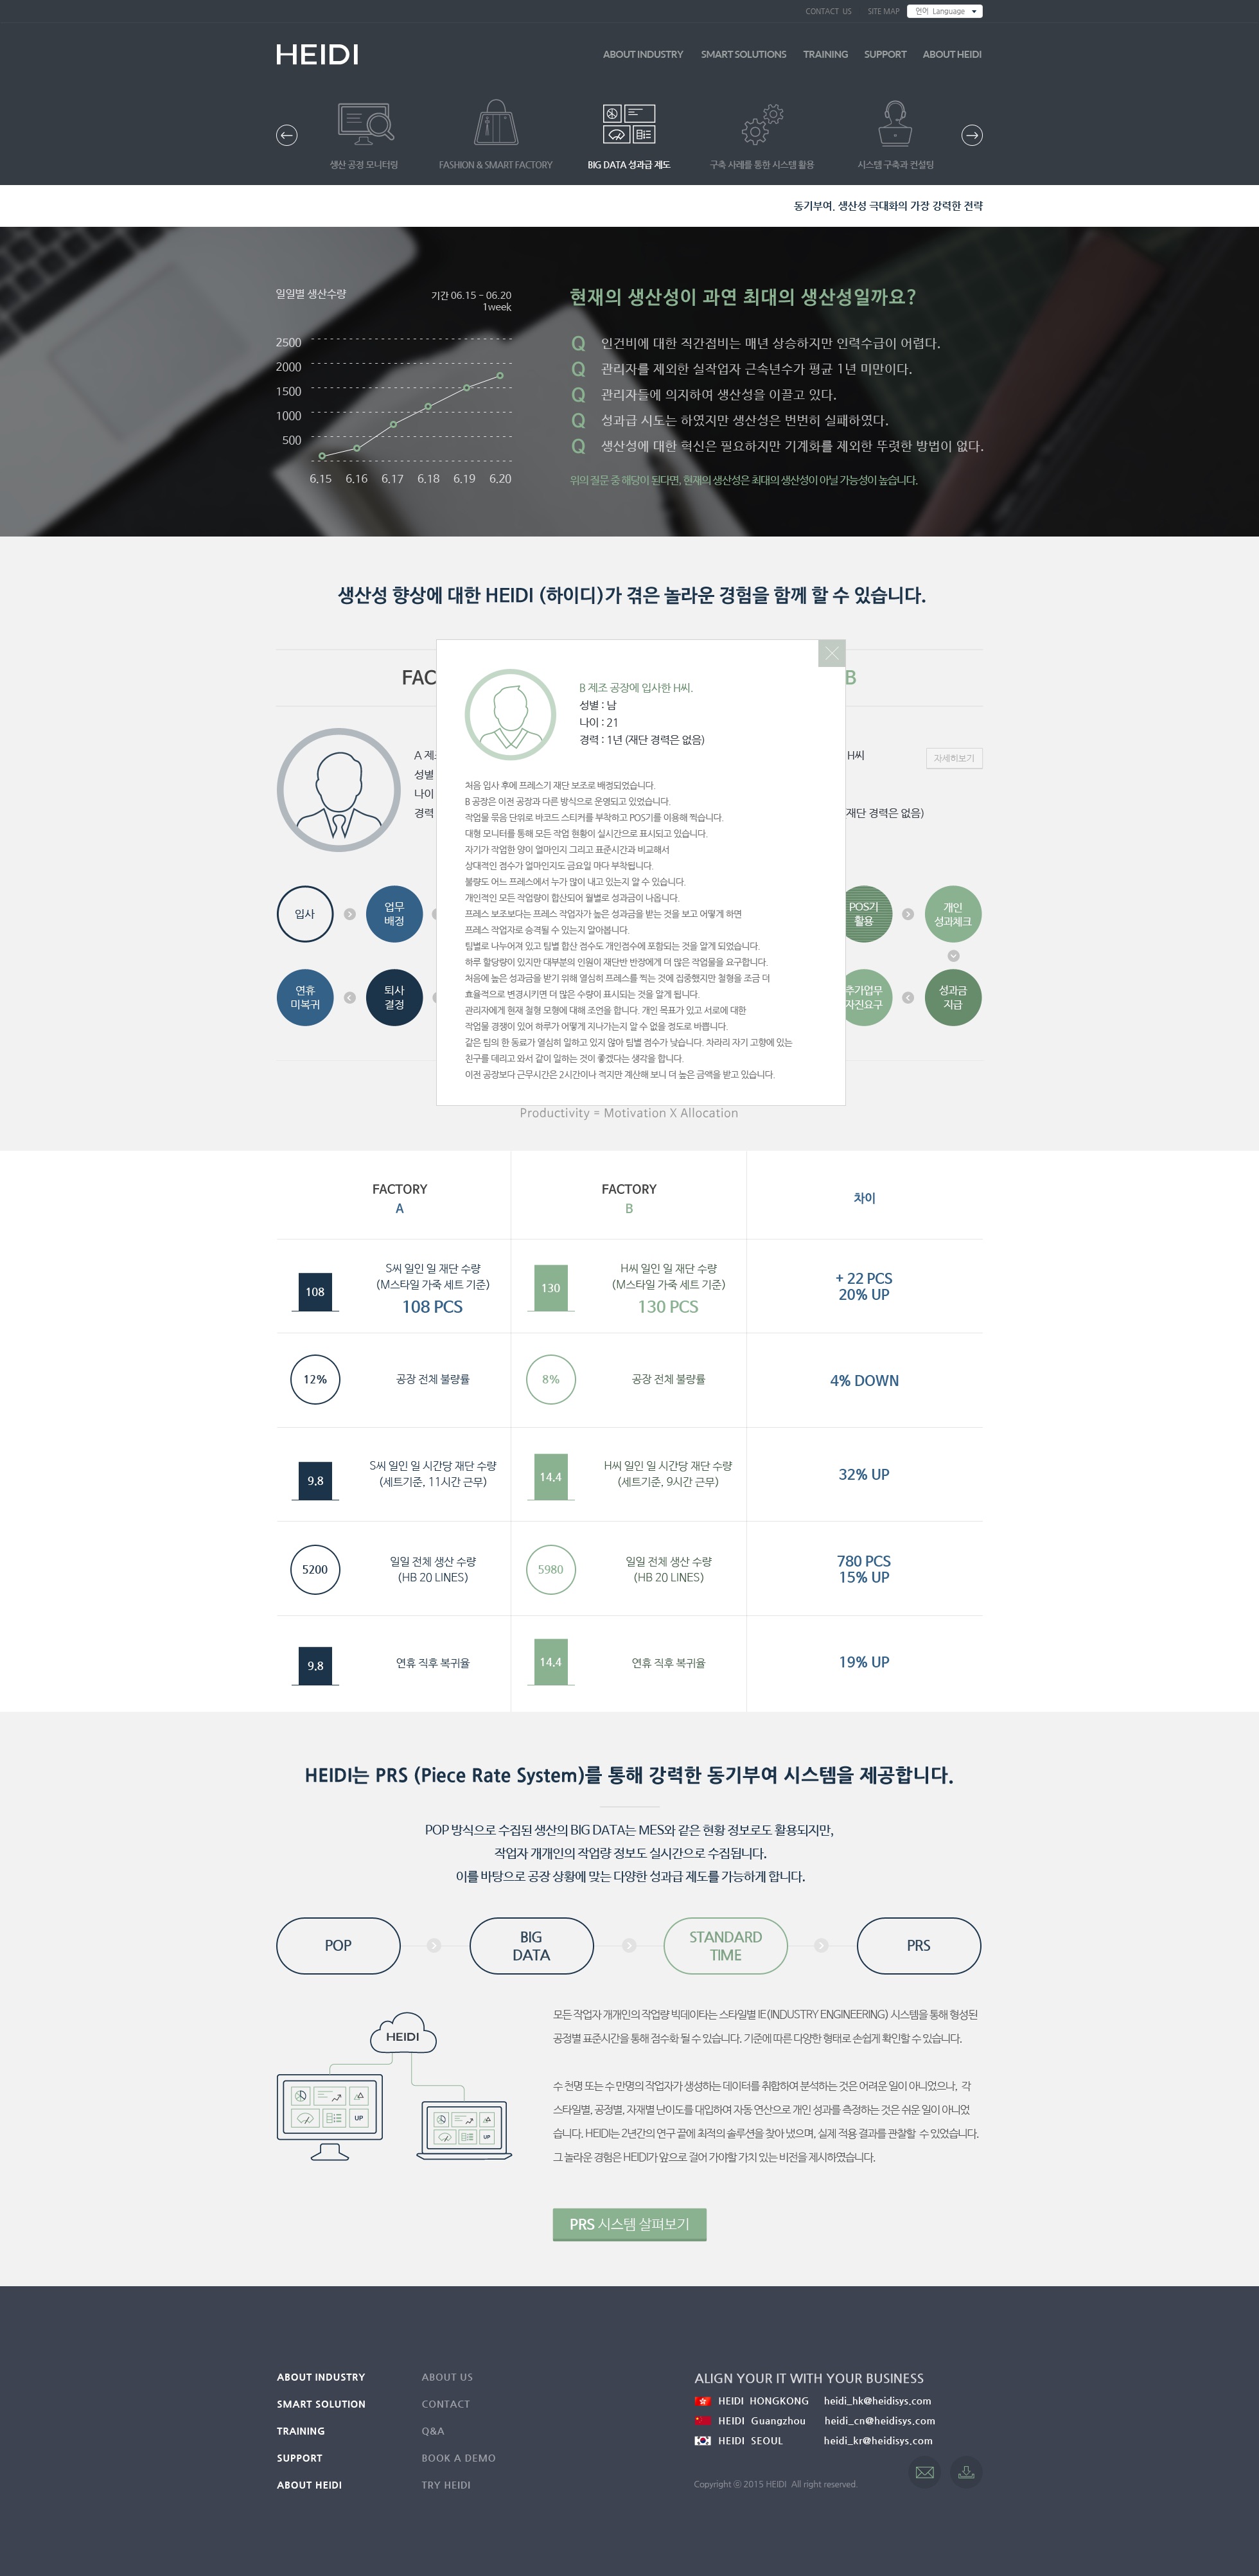 CONTACT US
SITE MAP
언어 Language
HEIDI
ABOUT INDUSTRY
SMART SOLUTIONS
TRAINING
SUPPORT
ABOUT HEIDI
생산 공정 모니터링
FASHION & SMART FACTORY
BIG DATA 성과급 제도
구축 사례를 통한 시스템 활용
시스템 구축과 컨설팅
동기부여, 생산성 극대화의 가장 강력한 전략
일일별 생산수량
기간 06.15 - 06.20
1week
2500
2000
1500
1000
500
6.15 6.16 6.17 6.18 6.19 6.20
현재의 생산성이 과연 최대의 생산성일까요?
Q 인건비에 대한 직간접비는 매년 상승하지만 인력수급이 어렵다.
Q 관리자를 제외한 실작업자 근속년수가 평균 1년 미만이다.
Q 관리자들에 의지하여 생산성을 이끌고 있다.
Q 성과급 시도는 하였지만 생산성은 번번히 실패하였다.
Q 생산성에 대한 혁신은 필요하지만 기계화를 제외한 뚜렷한 방법이 없다.
위의 질문 중 해당이 된다면, 현재의 생산성은 최대의 생산성이 아닐 가능성이 높습니다.
생산성 향상에 대한 HEIDI (하이디)가 겪은 놀라운 경험을 함께 할 수 있습니다.
FAC
B
A 제
성별
나이
경력
H씨
자세히보기
재단 경력은 없음)
입사
업무
배정
연휴
미복귀
퇴사
결정
POS기
활용
개인
성과체크
추가업무
자진요구
성과금
지급
B 제조 공장에 입사한 H씨.
성별 : 남
나이 : 21
경력 : 1년 (재단 경력은 없음)
처음 입사 후에 프레스기 재단 보조로 배정되었습니다.
B 공장은 이전 공장과 다른 방식으로 운영되고 있었습니다.
작업물 묶음 단위로 바코드 스티커를 부착하고 POS기를 이용해 찍습니다.
대형 모니터를 통해 모든 작업 현황이 실시간으로 표시되고 있습니다.
자기가 작업한 양이 얼마인지 그리고 표준시간과 비교해서
상대적인 점수가 얼마인지도 금요일 마다 부착됩니다.
불량도 어느 프레스에서 누가 많이 내고 있는지 알 수 있습니다.
개인적인 모든 작업량이 합산되어 월별로 성과금이 나옵니다.
프레스 보조보다는 프레스 작업자가 높은 성과금을 받는 것을 보고 어떻게 하면
프레스 작업자로 승격될 수 있는지 알아봅니다.
팀별로 나누어져 있고 팀별 합산 점수도 개인점수에 포함되는 것을 알게 되었습니다.
하루 할당량이 있지만 대부분의 인원이 재단반 반장에게 더 많은 작업물을 요구합니다.
처음에 높은 성과금을 받기 위해 열심히 프레스를 찍는 것에 집중했지만 철형을 조금 더
효율적으로 변경시키면 더 많은 수량이 표시되는 것을 알게 됩니다.
관리자에게 현재 철형 모형에 대해 조언을 합니다. 개인 목표가 있고 서로에 대한
작업물 경쟁이 있어 하루가 어떻게 지나가는지 알 수 없을 정도로 바쁩니다.
같은 팀의 한 동료가 열심히 일하고 있지 않아 팀별 점수가 낮습니다. 차라리 자기 고향에 있는
친구를 데리고 와서 같이 일하는 것이 좋겠다는 생각을 합니다.
이전 공장보다 근무시간은 2시간이나 적지만 계산해 보니 더 높은 금액을 받고 있습니다.
Productivity = Motivation X Allocation
FACTORY
A
FACTORY
B
차이
108
S씨 일인 일 재단 수량
(M스타일 가죽 세트 기준)
108 PCS
130
H씨 일인 일 재단 수량
(M스타일 가죽 세트 기준)
130 PCS
+ 22 PCS
20% UP
12%
공장 전체 불량률
8%
공장 전체 불량률
4% DOWN
9.8
S씨 일인 일 시간당 재단 수량
(세트기준, 11시간 근무)
14.4
H씨 일인 일 시간당 재단 수량
(세트기준, 9시간 근무)
32% UP
5200
일일 전체 생산 수량
(HB 20 LINES)
5980
일일 전체 생산 수량
(HB 20 LINES)
780 PCS
15% UP
9.8
연휴 직후 복귀율
14.4
연휴 직후 복귀율
19% UP
HEIDI는 PRS (Piece Rate System)를 통해 강력한 동기부여 시스템을 제공합니다.
POP 방식으로 수집된 생산의 BIG DATA는 MES와 같은 현황 정보로도 활용되지만,
작업자 개개인의 작업량 정보도 실시간으로 수집됩니다.
이를 바탕으로 공장 상황에 맞는 다양한 성과급 제도를 가능하게 합니다.
POP
BIG
DATA
STANDARD
TIME
PRS
HEIDI
UP
UP
모든 작업자 개개인의 작업량 빅데이타는 스타일별 IE(INDUSTRY ENGINEERING) 시스템을 통해 형성된
공정별 표준시간을 통해 점수화 될 수 있습니다. 기준에 따른 다양한 형태로 손쉽게 확인할 수 있습니다.
수 천명 또는 수 만명의 작업자가 생성하는 데이터를 취합하여 분석하는 것은 어려운 일이 아니었으나, 각
스타일별, 공정별, 자재별 난이도를 대입하여 자동 연산으로 개인 성과를 측정하는 것은 쉬운 일이 아니었
습니다. HEIDI는 2년간의 연구 끝에 최적의 솔루션을 찾아 냈으며, 실제 적용 결과를 관찰할 수 있었습니다.
그 놀라운 경험은 HEIDI가 앞으로 걸어 가야할 가치 있는 비전을 제시하였습니다.
PRS 시스템 살펴보기
ABOUT INDUSTRY
SMART SOLUTION
TRAINING
SUPPORT
ABOUT HEIDI
ABOUT US
CONTACT
Q&A
BOOK A DEMO
TRY HEIDI
ALIGN YOUR IT WITH YOUR BUSINESS
HEIDI HONGKONG heidi_hk@heidisys.com
HEIDI Guangzhou heidi_cn@heidisys.com
HEIDI SEOUL heidi_kr@heidisys.com
Copyright ⓒ 2015 HEIDI All right reserved.